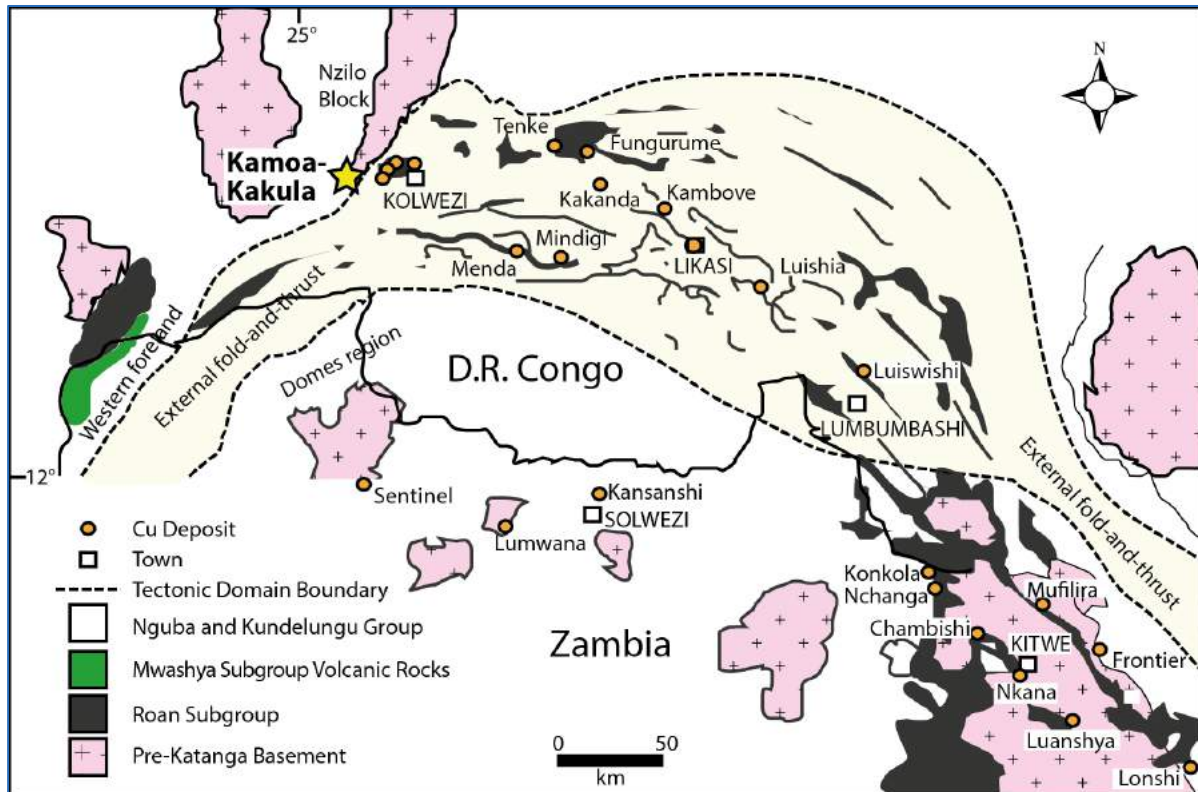 25°
N
Nzilo
Block
Kamoa-
Kakula
Tenke
Fungurume
KOLWEZI
Kakanda
Kambove
Menda
Mindigi
LIKASI
Luishia
Western foreland
External fold-and-thrust
Domes region
D.R. Congo
Luiswishi
LUMBUMBASHI
External fold-and-thrust
12°
Sentinel
Kansanshi
SOLWEZI
Lumwana
Konkola
Nchanga
Mufilira
Chambishi
KITWE
Frontier
Nkana
Luanshya
Lonshi
Zambia
Cu Deposit
Town
Tectonic Domain Boundary
Nguba and Kundelungu Group
Mwashya Subgroup Volcanic Rocks
Roan Subgroup
Pre-Katanga Basement
0 50
km